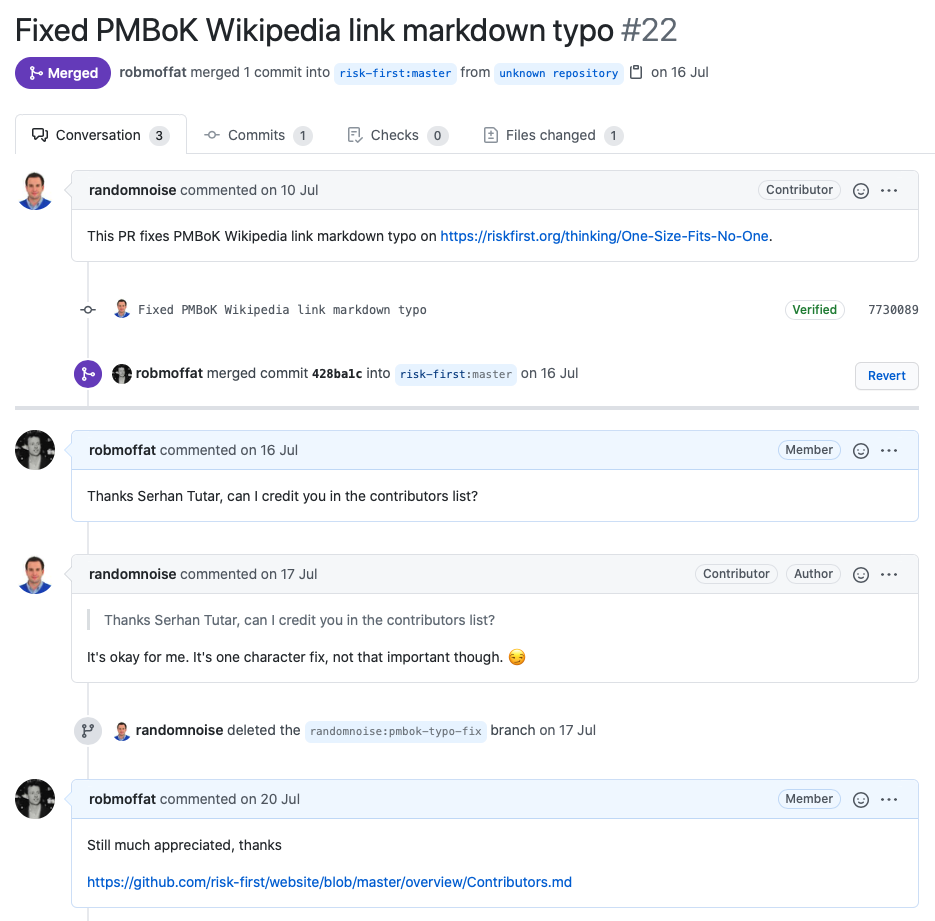 Fixed PMBoK Wikipedia link markdown typo #22
Merged robmoffat merged 1 commit into risk-first:master from unknown repository on 16 Jul
Conversation 3 Commits 1 Checks 0 Files changed 1
randomnoise commented on 10 Jul Contributor
This PR fixes PMBoK Wikipedia link markdown typo on https://riskfirst.org/thinking/One-Size-Fits-No-One.
Fixed PMBoK Wikipedia link markdown typo Verified 7730089
robmoffat merged commit 428ba1c into risk-first:master on 16 Jul Revert
robmoffat commented on 16 Jul Member
Thanks Serhan Tutar, can I credit you in the contributors list?
randomnoise commented on 17 Jul Contributor Author
Thanks Serhan Tutar, can I credit you in the contributors list?
It's okay for me. It's one character fix, not that important though. 😏
randomnoise deleted the randomnoise:pmbok-typo-fix branch on 17 Jul
robmoffat commented on 20 Jul Member
Still much appreciated, thanks
https://github.com/risk-first/website/blob/master/overview/Contributors.md